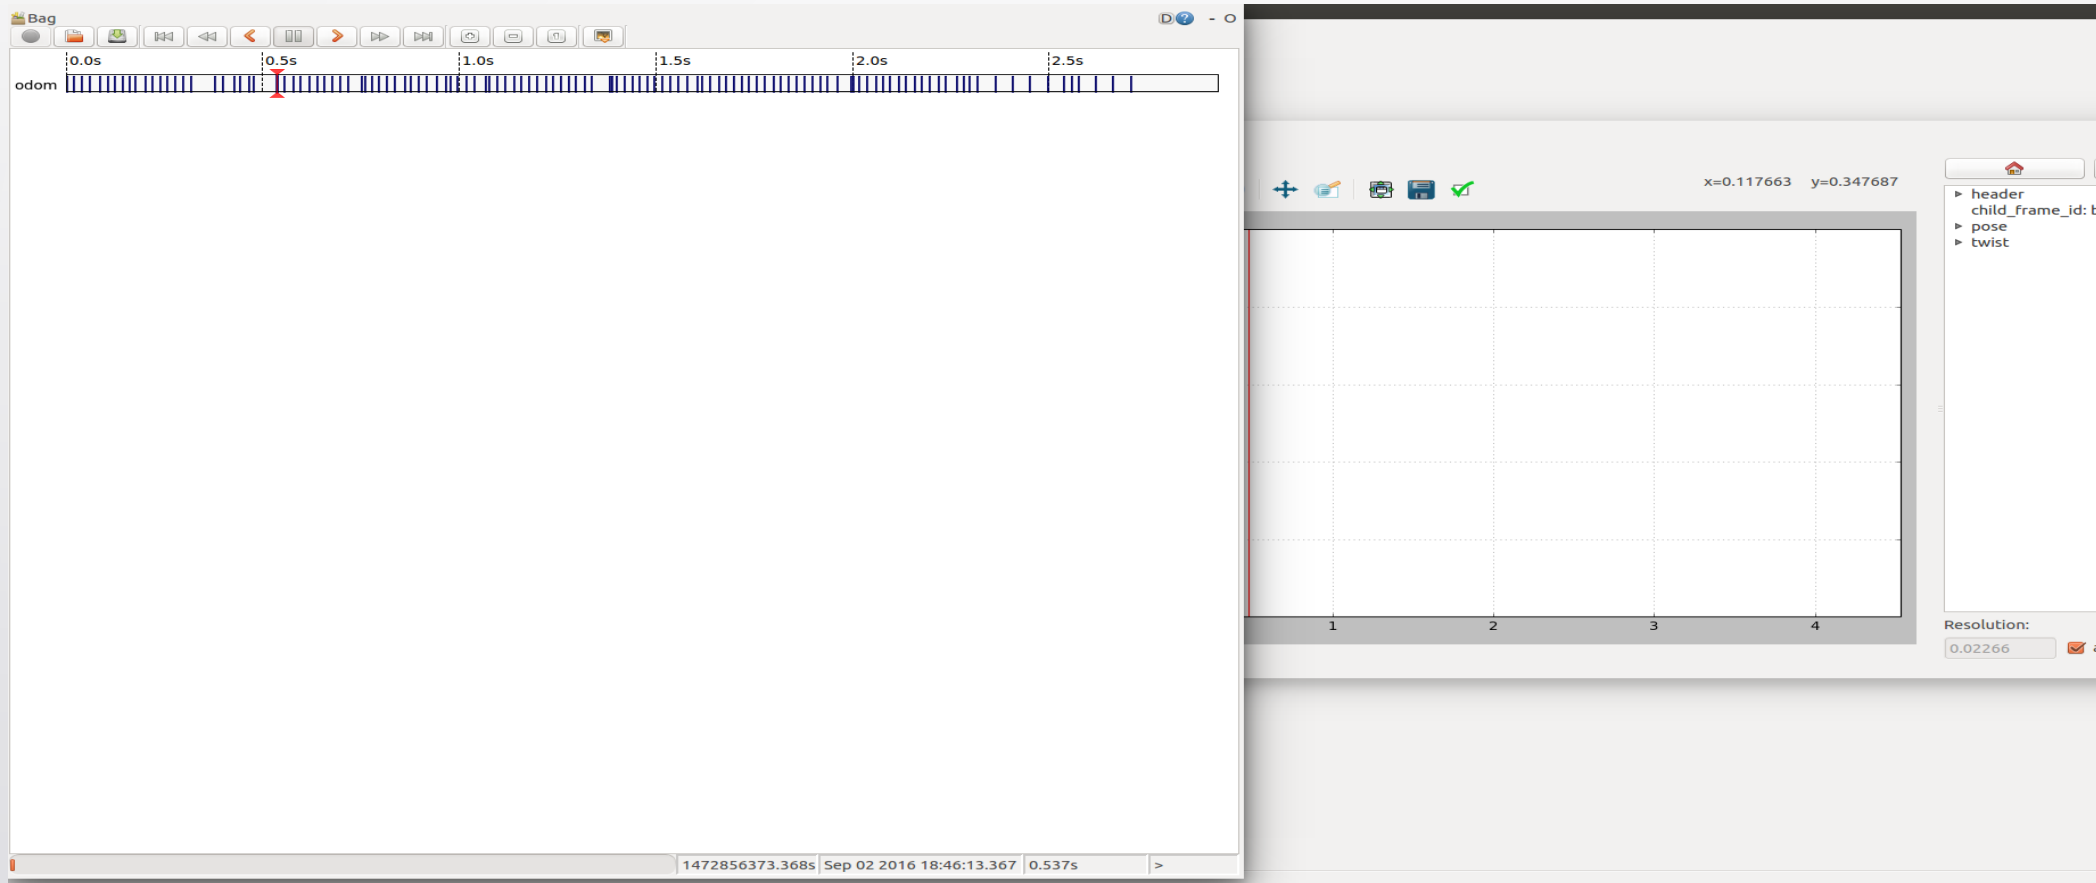 Bag
D ? - O
0.0s 0.5s 1.0s 1.5s 2.0s 2.5s
odom
1472856373.368s Sep 02 2016 18:46:13.367 0.537s >
x=0.117663 y=0.347687
header
child_frame_id: b
pose
twist
1 2 3 4
Resolution:
0.02266 a